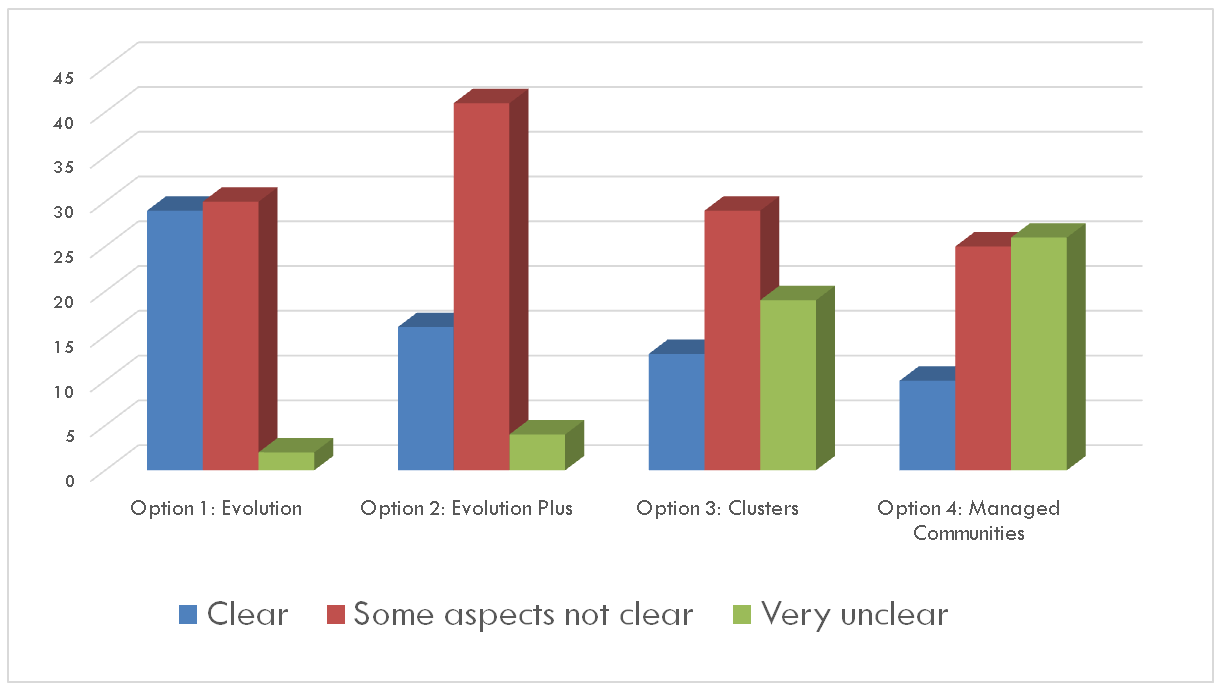 45
40
35
30
25
20
15
10
5
0
Option 1: Evolution
Option 2: Evolution Plus
Option 3: Clusters
Option 4: Managed
Communities
Clear
Some aspects not clear
Very unclear